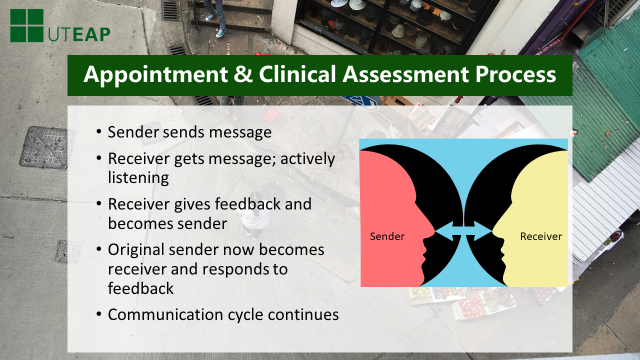 UTEAP
Appointment & Clinical Assessment Process
• Sender sends message
• Receiver gets message; actively
listening
• Receiver gives feedback and
becomes sender
• Original sender now becomes
receiver and responds to
feedback
• Communication cycle continues
Sender
Receiver